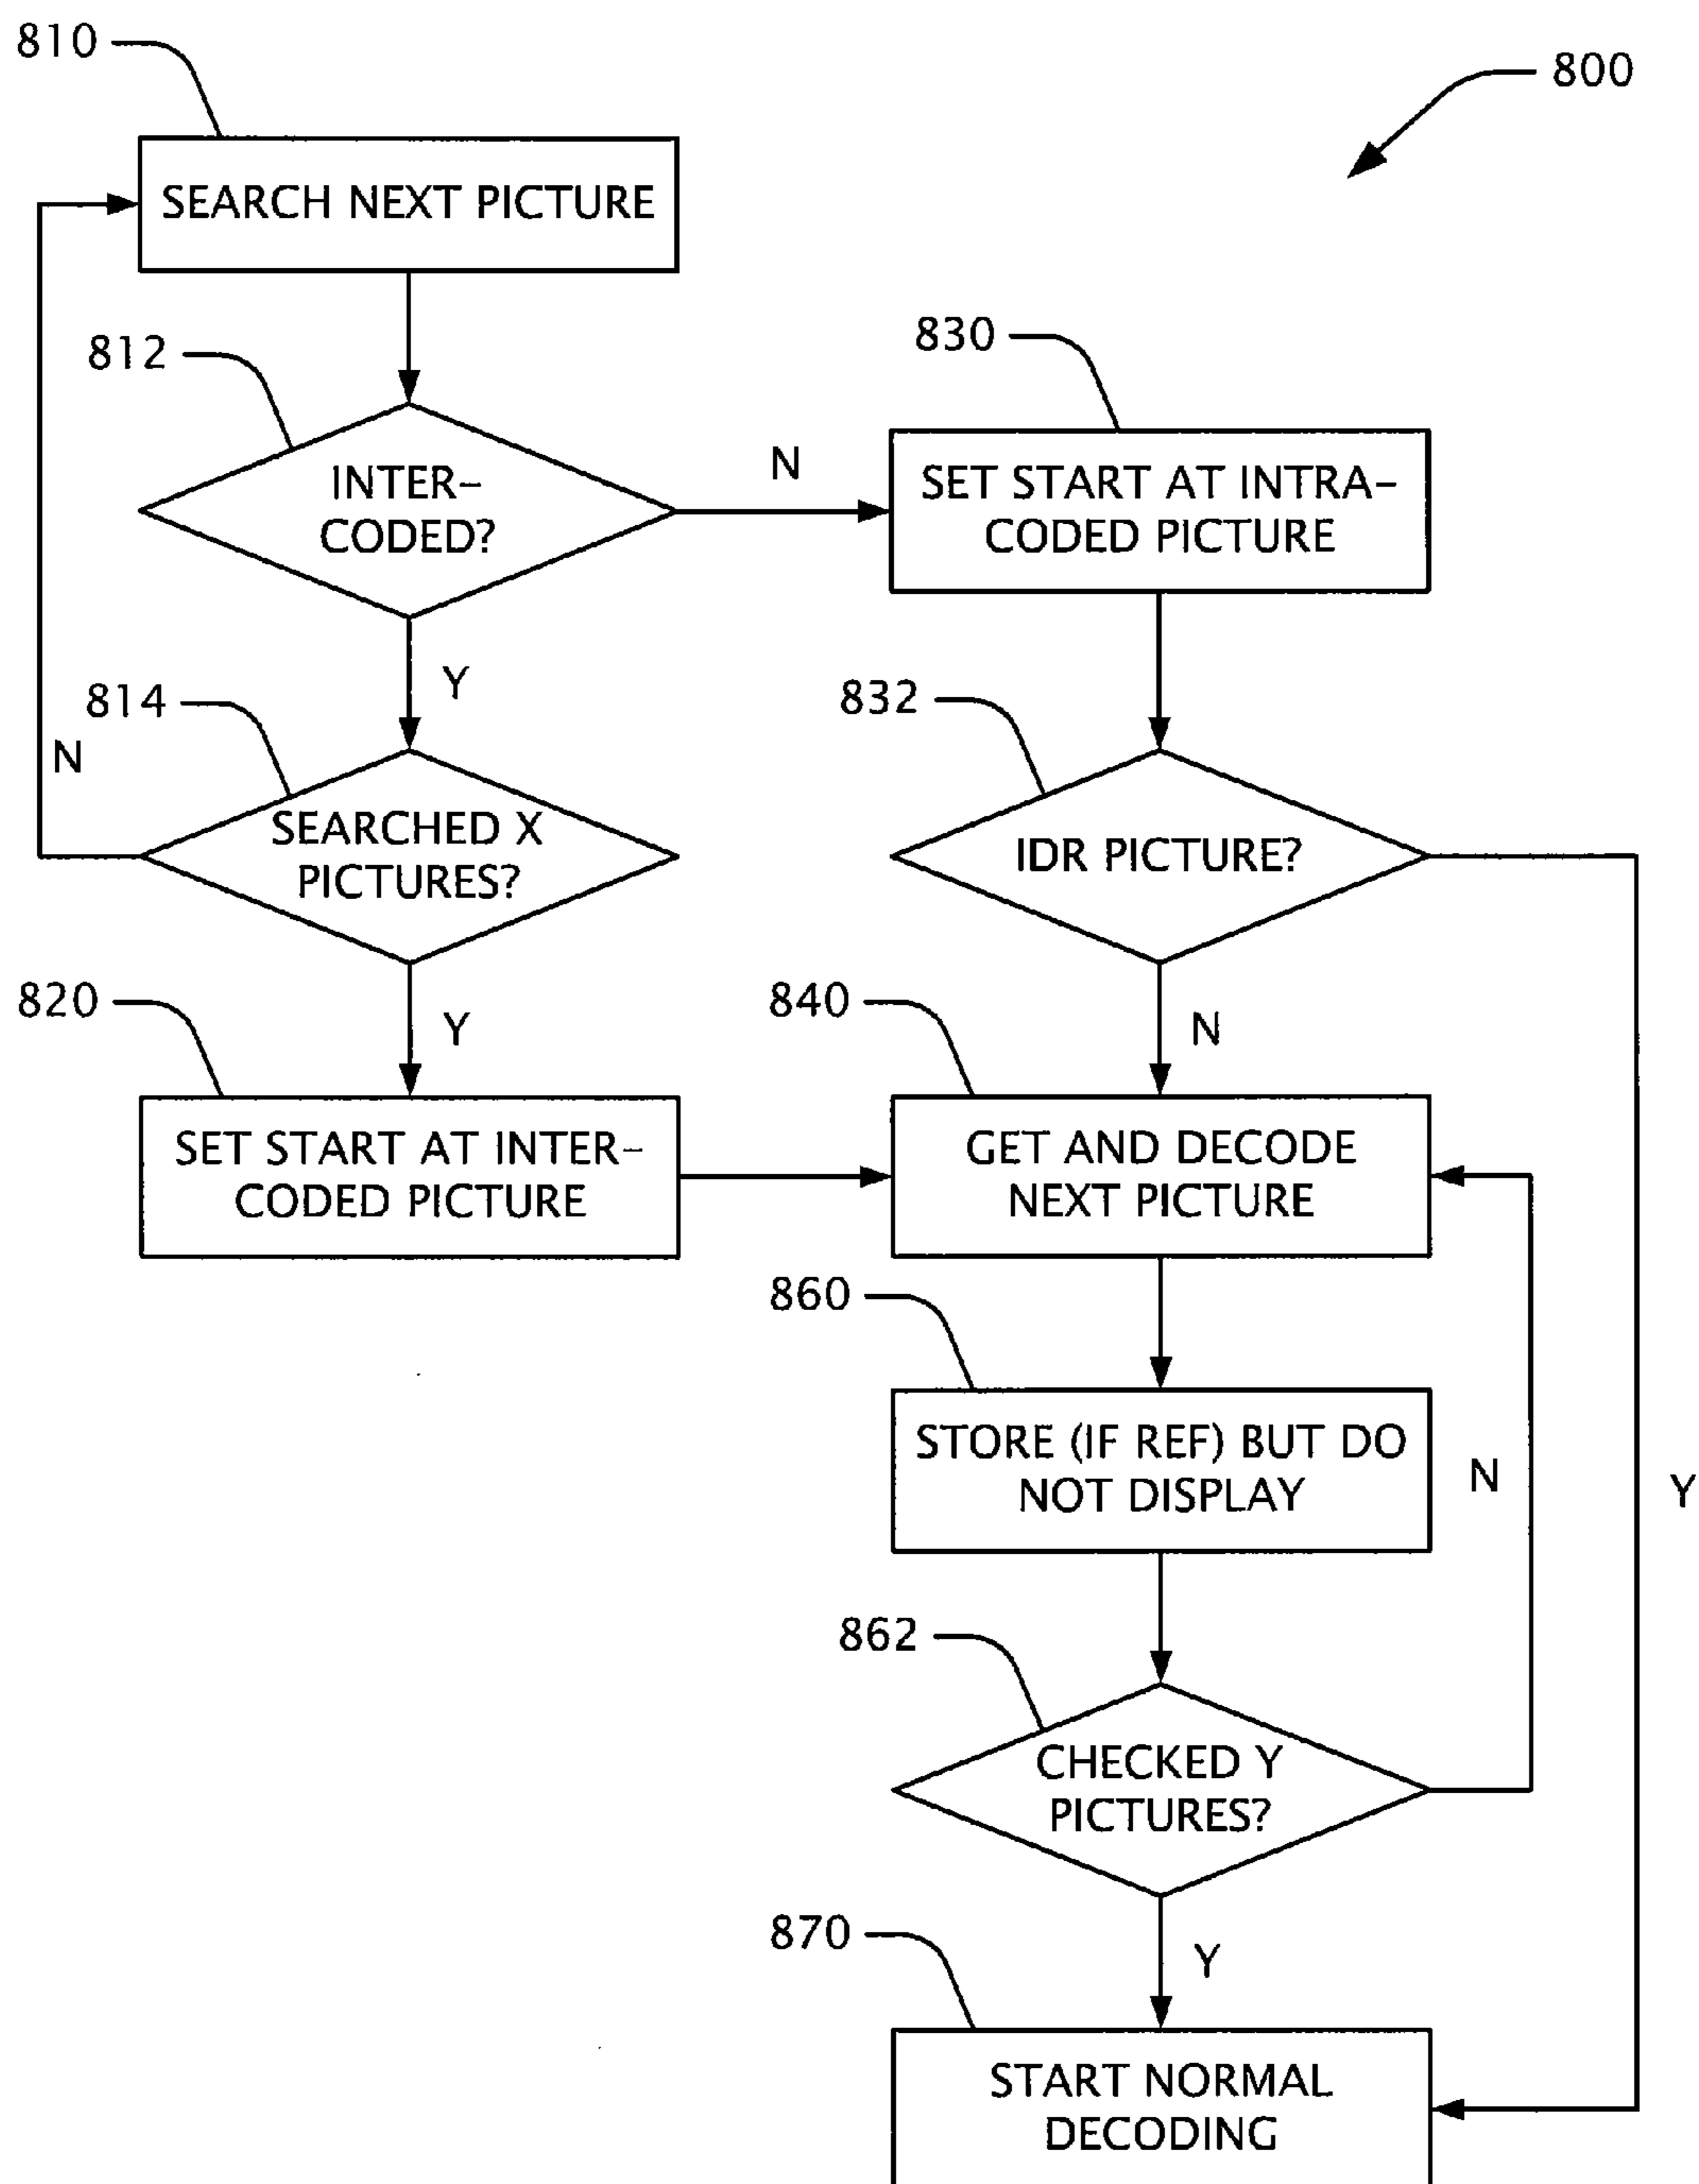 810
800
SEARCH NEXT PICTURE
812
830
INTER-
CODED?
N
SET START AT INTRA-
CODED PICTURE
Y
814
832
N
SEARCHED X
PICTURES?
IDR PICTURE?
820
Y
840
N
SET START AT INTER-
CODED PICTURE
GET AND DECODE
NEXT PICTURE
860
STORE (IF REF) BUT DO
NOT DISPLAY
N
Y
862
CHECKED Y
PICTURES?
870
Y
START NORMAL
DECODING